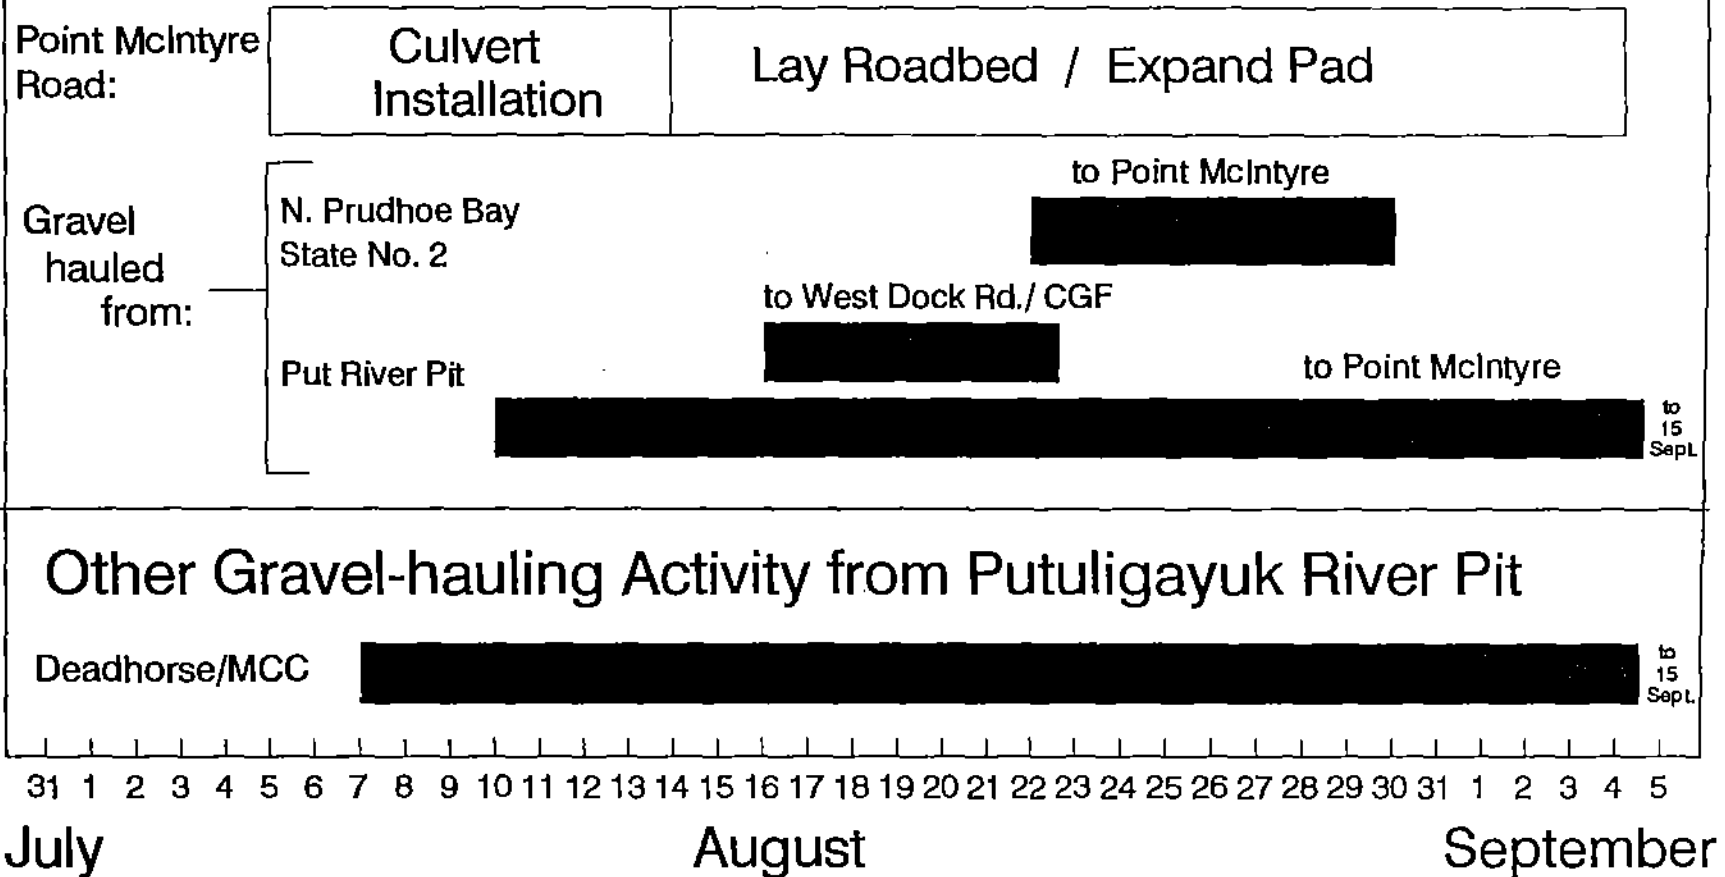 Point McIntyre
Road:
Culvert
Installation
Lay Roadbed / Expand Pad
to Point McIntyre
N. Prudhoe Bay
State No. 2
Gravel
hauled
from:
to West Dock Rd./ CGF
Put River Pit
to Point McIntyre
to
15
Sept.
Other Gravel-hauling Activity from Putuligayuk River Pit
Deadhorse/MCC
to
15
Sept.
31 1 2 3 4 5 6 7 8 9 10 11 12 13 14 15 16 17 18 19 20 21 22 23 24 25 26 27 28 29 30 31 1 2 3 4 5
July August September